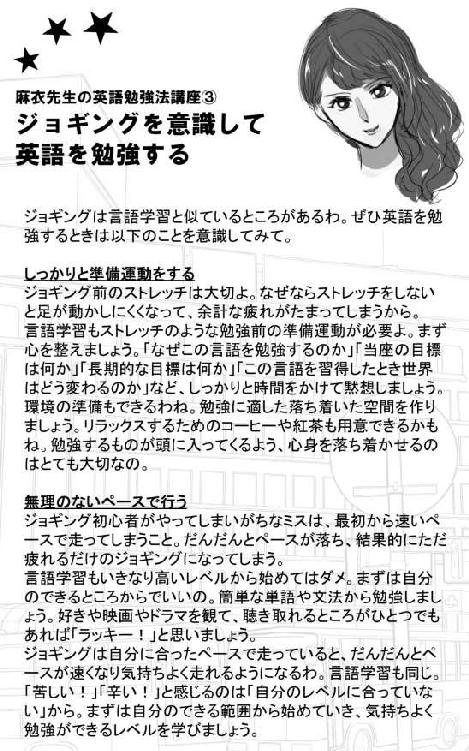 麻衣先生の英語勉強法講座③
ジョギングを意識して
英語を勉強する
ジョギングは言語学習と似ているところがあるわ。ぜひ英語を勉
強するときは以下のことを意識してみて。
しっかりと準備運動をする
ジョギング前のストレッチは大切よ。なぜならストレッチをしない
と足が動かしにくくなって、余計な疲れがたまってしまうから。
言語学習もストレッチのような勉強前の準備運動が必要よ。まず
心を整えましょう。「なぜこの言語を勉強するのか」「当座の目標
は何か」「長期的な目標は何か」「この言語を習得したとき世界
はどう変わるのか」など、しっかりと時間をかけて黙想しましょう。
環境の準備もできるわね。勉強に適した落ち着いた空間を作り
ましょう。リラックスするためのコーヒーや紅茶も用意できるかも
ね。勉強するものが頭に入ってくるよう、心身を落ち着かせるの
はとても大切なの。
無理のないペースで行う
ジョギング初心者がやってしまいがちなミスは、最初から速いペー
スで走ってしまうこと。だんだんとペースが落ち、結果的にただ
疲れるだけのジョギングになってしまう。
言語学習もいきなり高いレベルから始めてはダメ。まずは自分
のできるところからでいいの。簡単な単語や文法から勉強しまし
ょう。好きや映画やドラマを観て、聴き取れるところがひとつでも
あれば「ラッキー！」と思いましょう。
ジョギングは自分に合ったペースで走っていると、だんだんとペ
ースが速くなり気持ちよく走れるようになるわ。言語学習も同じ。
「苦しい！」「辛い！」と感じるのは「自分のレベルに合っていな
い」から。まずは自分のできる範囲から始めていき、気持ちよく
勉強ができるレベルを学びましょう。